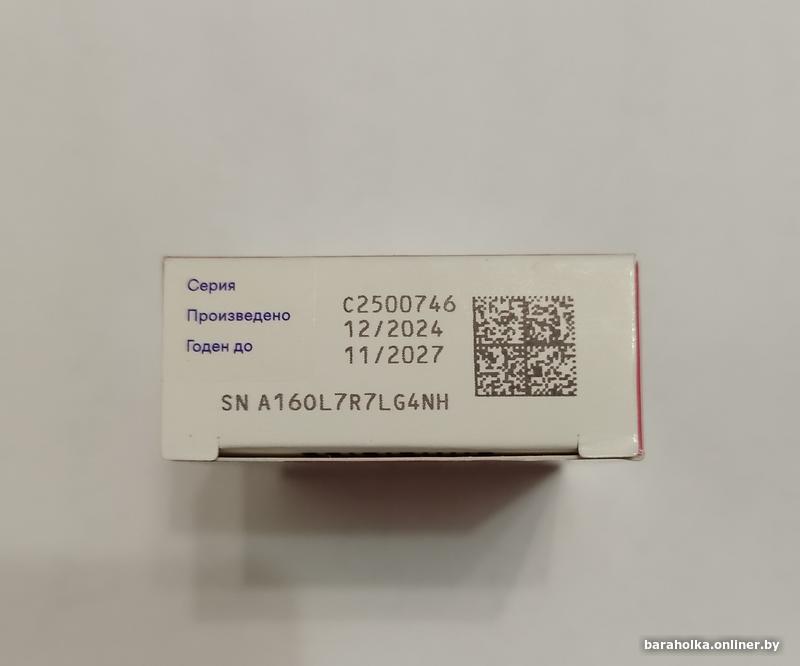 Серия C2500746
Произведено 12/2024
Годен до 11/2027
SN A160L7R7LG4NH
baraholka.onliner.by